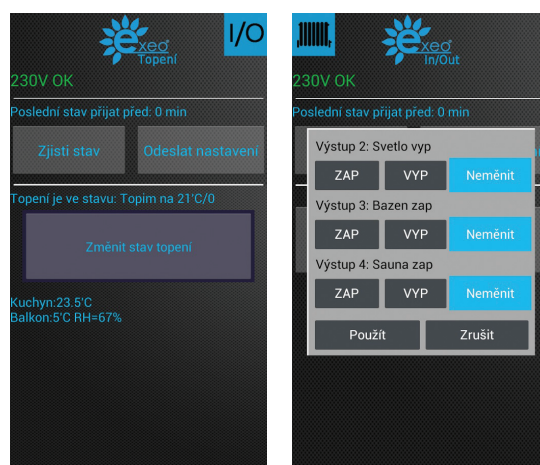 exeo
Topení
I/O
230V OK
Poslední stav přijat před: 0 min
Zjisti stav
Odeslat nastavení
Topení je ve stavu: Topim na 21'C/0
Změnit stav topení
Kuchyn:23.5'C
Balkon:5'C RH=67%
exeo
In/Out
230V OK
Poslední stav přijat před: 0 min
Výstup 2: Svetlo vyp
ZAP VYP Neměnit
Výstup 3: Bazen zap
ZAP VYP Neměnit
Výstup 4: Sauna zap
ZAP VYP Neměnit
Použít Zrušit